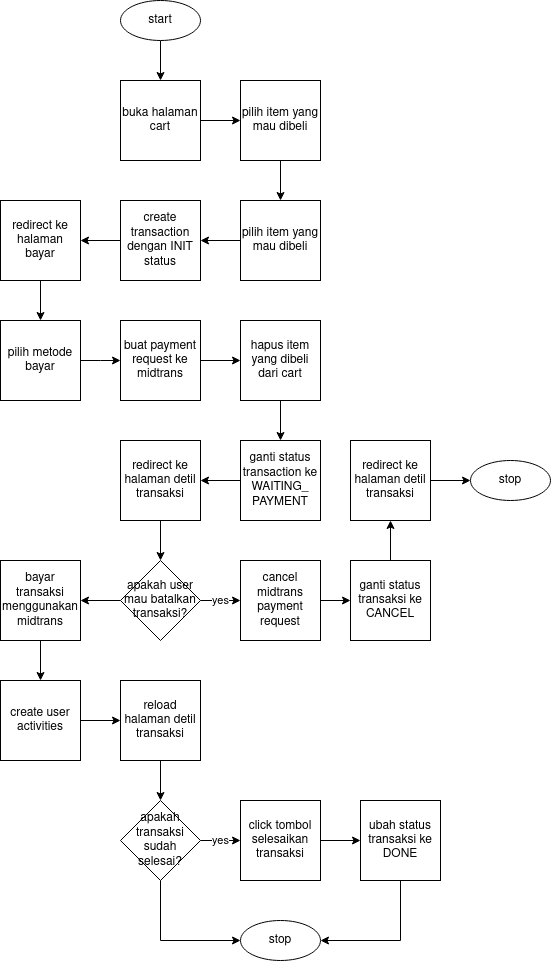 start
buka halaman
cart
pilih item yang
mau dibeli
pilih item yang
mau dibeli
create
transaction
dengan INIT
status
redirect ke
halaman
bayar
pilih metode
bayar
buat payment
request ke
midtrans
hapus item
yang dibeli
dari cart
ganti status
transaction ke
WAITING_
PAYMENT
redirect ke
halaman detil
transaksi
apakah user
mau batalkan
transaksi?
yes
cancel
midtrans
payment
request
ganti status
transaksi ke
CANCEL
redirect ke
halaman detil
transaksi
stop
bayar
transaksi
menggunakan
midtrans
create user
activities
reload
halaman detil
transaksi
apakah
transaksi
sudah
selesai?
yes
click tombol
selesaikan
transaksi
ubah status
transaksi ke
DONE
stop